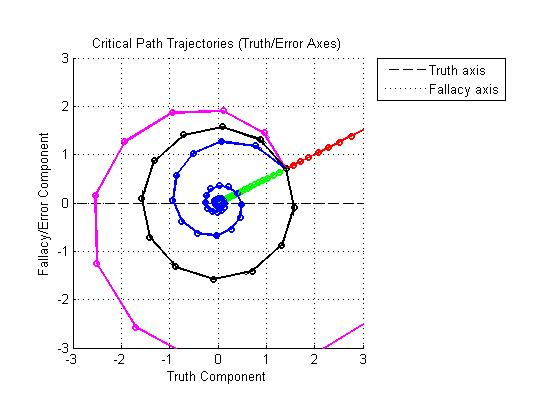 Critical Path Trajectories (Truth/Error Axes)
Truth axis
Fallacy axis
3
2
1
0
-1
-2
-3
Fallacy/Error Component
-3 -2 -1 0 1 2 3
Truth Component